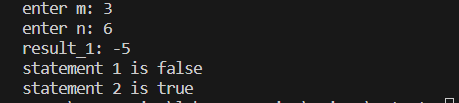 enter m: 3
enter n: 6
result_1: -5
statement 1 is false
statement 2 is true